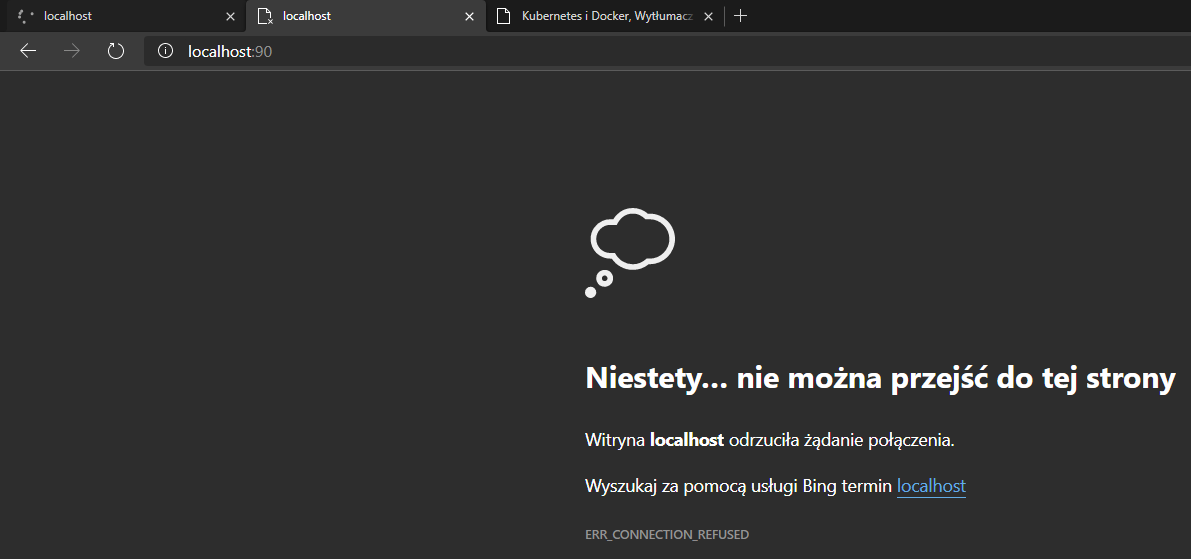 localhost
localhost
Kubernetes i Docker, Wytłumacz
localhost:90
Niestety... nie można przejść do tej strony
Witryna localhost odrzuciła żądanie połączenia.
Wyszukaj za pomocą usługi Bing termin localhost
ERR_CONNECTION_REFUSED